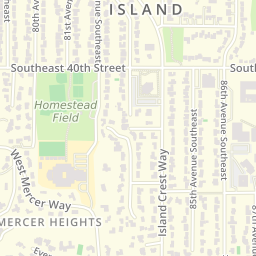 ISLAND
80th Avenue
81st Avenue
Avenue Southeast
Southeast 40th Street
Homestead
Field
86th Avenue Southeast
85th Avenue Southeast
Island Crest Way
West Mercer Way
MERCER HEIGHTS